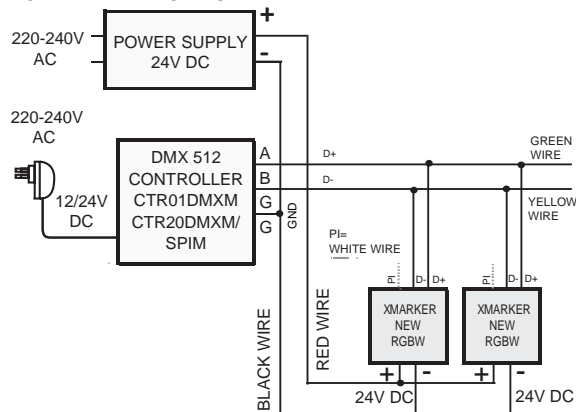 220-240V
AC
POWER SUPPLY
24V DC
+
-
220-240V
AC
12/24V
DC
DMX 512
CONTROLLER
CTR01DMXM
CTR20DMXM/
SPIM
A
B
G
G
GND
D+
D-
GREEN
WIRE
YELLOW
WIRE
PI=
WHITE WIRE
BLACK WIRE
RED WIRE
PI
D-
D+
XMARKER
NEW
RGBW
+
-
24V DC
PI
D-
D+
XMARKER
NEW
RGBW
+
-
24V DC